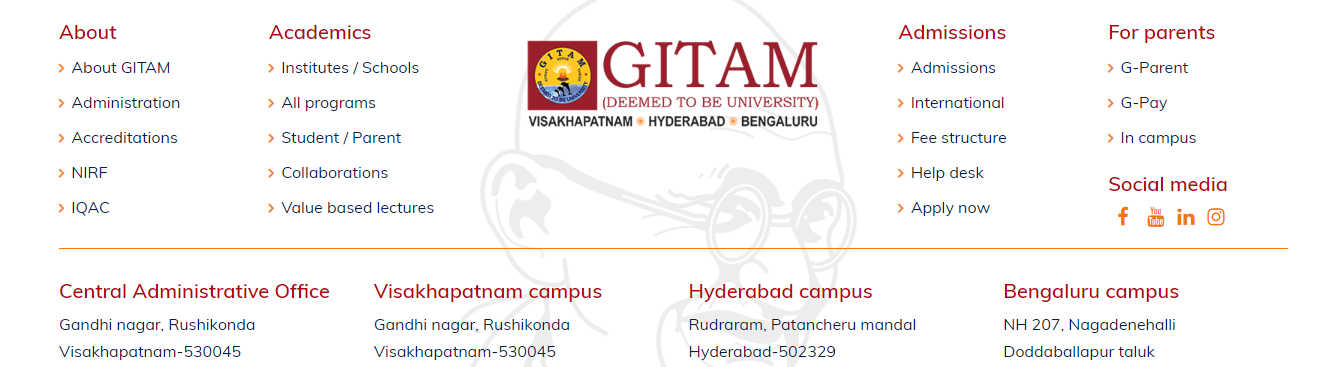 About
About GITAM
Administration
Accreditations
NIRF
IQAC
Academics
Institutes / Schools
All programs
Student / Parent
Collaborations
Value based lectures
GITAM
GITAM
(DEEMED TO BE UNIVERSITY)
VISAKHAPATNAM HYDERABAD BENGALURU
Admissions
Admissions
International
Fee structure
Help desk
Apply now
For parents
G-Parent
G-Pay
In campus
Social media
You
Tube
Central Administrative Office
Gandhi nagar, Rushikonda
Visakhapatnam-530045
Visakhapatnam campus
Gandhi nagar, Rushikonda
Visakhapatnam-530045
Hyderabad campus
Rudraram, Patancheru mandal
Hyderabad-502329
Bengaluru campus
NH 207, Nagadenehalli
Doddaballapur taluk